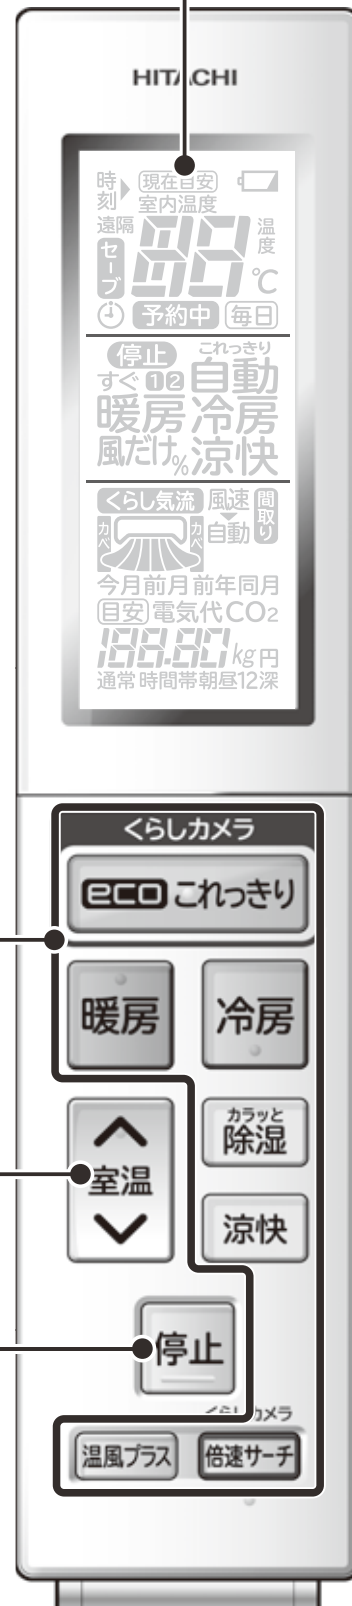 HITACHI
時刻 現在目安
室内温度
遠隔 88 温度
セーブ ℃
予約中 毎日
停止 これっきり
すぐ 12 自動
暖房 冷房
風だけ% 涼快
くらし気流 風速 間取り
カベ カベ 自動
今月前月前年同月
目安 電気代CO2
188.8 kg 円
通常時間帯朝昼12深
くらしカメラ
eco これっきり
暖房 冷房
カラッと
室温 除湿
涼快
停止
くらしカメラ
温風プラス 倍速サーチ